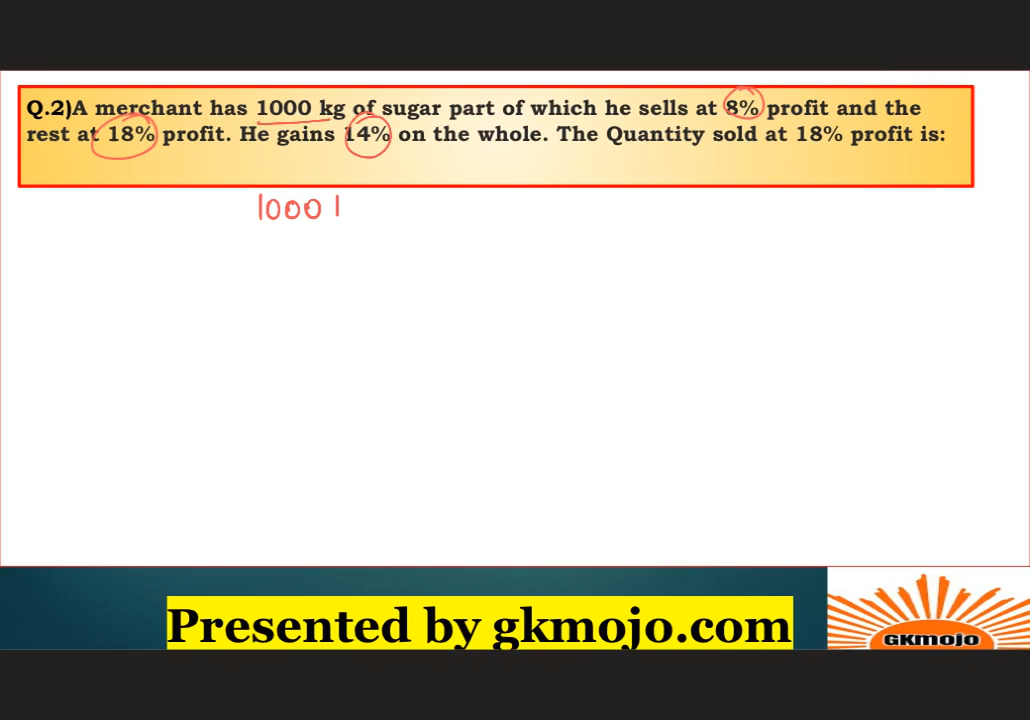 Q.2)A merchant has 1000 kg of sugar part of which he sells at 8% profit and the
rest at 18% profit. He gains 14% on the whole. The Quantity sold at 18% profit is:
1000 1
Presented by gkmojo.com
GKmojo